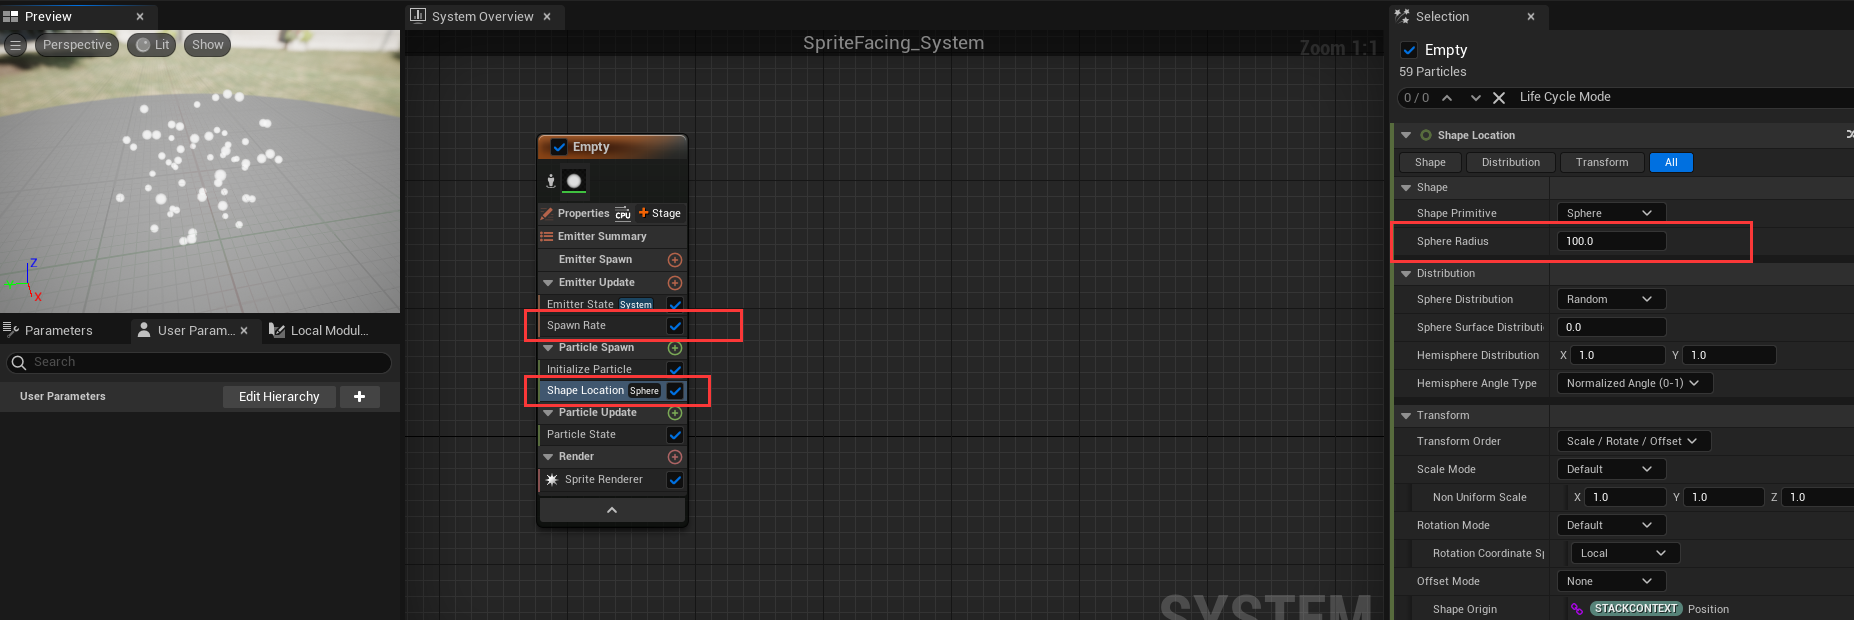 Preview
Perspective
Lit
Show
Z
X
Parameters
User Param...
Local Modul...
Search
User Parameters
Edit Hierarchy
System Overview
SpriteFacing_System
Zoom 1:1
Empty
Properties
CPU
Stage
Emitter Summary
Emitter Spawn
Emitter Update
Emitter State System
Spawn Rate
Particle Spawn
Initialize Particle
Shape Location Sphere
Particle Update
Particle State
Render
Sprite Renderer
SYSTEM
Selection
Empty
59 Particles
0 / 0
Life Cycle Mode
Shape Location
Shape Distribution Transform All
Shape
Shape Primitive Sphere
Sphere Radius 100.0
Distribution
Sphere Distribution Random
Sphere Surface Distributi 0.0
Hemisphere Distribution X 1.0 Y 1.0
Hemisphere Angle Type Normalized Angle (0-1)
Transform
Transform Order Scale / Rotate / Offset
Scale Mode Default
Non Uniform Scale X 1.0 Y 1.0 Z 1.0
Rotation Mode Default
Rotation Coordinate Sp Local
Offset Mode None
Shape Origin STACKCONTEXT Position